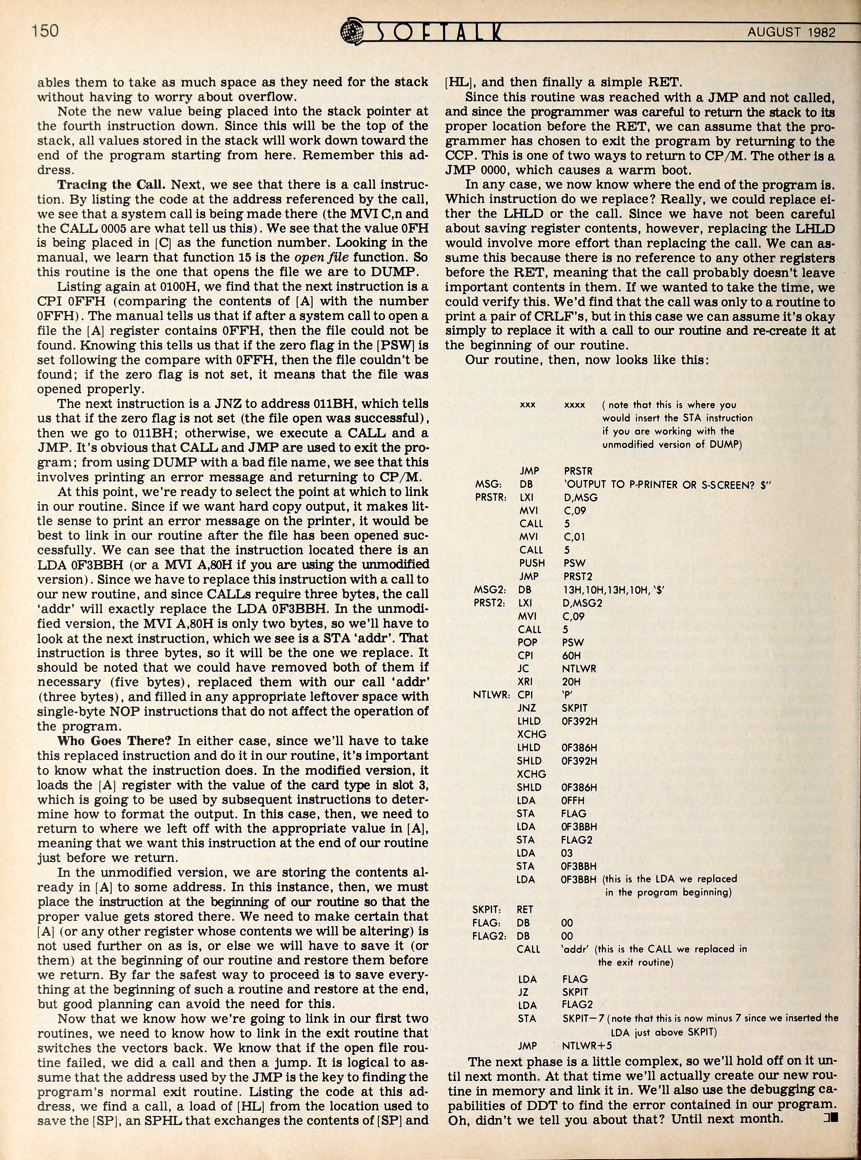 150
SOFTALK
AUGUST 1982
ables them to take as much space as they need for the stack
without having to worry about overflow.
Note the new value being placed into the stack pointer at
the fourth instruction down. Since this will be the top of the
stack, all values stored in the stack will work down toward the
end of the program starting from here. Remember this ad-
dress.
Tracing the Call. Next, we see that there is a call instruc-
tion. By listing the code at the address referenced by the call,
we see that a system call is being made there (the MVI C,n and
the CALL 0005 are what tell us this). We see that the value 0FH
is being placed in [C] as the function number. Looking in the
manual, we learn that function 15 is the open file function. So
this routine is the one that opens the file we are to DUMP.
Listing again at 0100H, we find that the next instruction is a
CPI 0FFH (comparing the contents of [A] with the number
0FFH). The manual tells us that if after a system call to open a
file the [A] register contains 0FFH, then the file could not be
found. Knowing this tells us that if the zero flag in the [PSW] is
set following the compare with 0FFH, then the file couldn't be
found; if the zero flag is not set, it means that the file was
opened properly.
The next instruction is a JNZ to address 011BH, which tells
us that if the zero flag is not set (the file open was successful),
then we go to 011BH; otherwise, we execute a CALL and a
JMP. It's obvious that CALL and JMP are used to exit the pro-
gram; from using DUMP with a bad file name, we see that this
involves printing an error message and returning to CP/M.
At this point, we're ready to select the point at which to link
in our routine. Since if we want hard copy output, it makes lit-
tle sense to print an error message on the printer, it would be
best to link in our routine after the file has been opened suc-
cessfully. We can see that the instruction located there is an
LDA 0F3BBH (or a MVI A,80H if you are using the unmodified
version). Since we have to replace this instruction with a call to
our new routine, and since CALLs require three bytes, the call
'addr' will exactly replace the LDA 0F3BBH. In the unmodi-
fied version, the MVI A,80H is only two bytes, so we'll have to
look at the next instruction, which we see is a STA 'addr'. That
instruction is three bytes, so it will be the one we replace. It
should be noted that we could have removed both of them if
necessary (five bytes), replaced them with our call 'addr'
(three bytes), and filled in any appropriate leftover space with
single-byte NOP instructions that do not affect the operation of
the program.
Who Goes There? In either case, since we'll have to take
this replaced instruction and do it in our routine, it's important
to know what the instruction does. In the modified version, it
loads the [A] register with the value of the card type in slot 3,
which is going to be used by subsequent instructions to deter-
mine how to format the output. In this case, then, we need to
return to where we left off with the appropriate value in [A],
meaning that we want this instruction at the end of our routine
just before we return.
In the unmodified version, we are storing the contents al-
ready in [A] to some address. In this instance, then, we must
place the instruction at the beginning of our routine so that the
proper value gets stored there. We need to make certain that
[A] (or any other register whose contents we will be altering) is
not used further on as is, or else we will have to save it (or
them) at the beginning of our routine and restore them before
we return. By far the safest way to proceed is to save every-
thing at the beginning of such a routine and restore at the end,
but good planning can avoid the need for this.
Now that we know how we're going to link in our first two
routines, we need to know how to link in the exit routine that
switches the vectors back. We know that if the open file rou-
tine failed, we did a call and then a jump. It is logical to as-
sume that the address used by the JMP is the key to finding the
program's normal exit routine. Listing the code at this ad-
dress, we find a call, a load of [HL] from the location used to
save the [SP], an SPHL that exchanges the contents of [SP] and
[HL], and then finally a simple RET.
Since this routine was reached with a JMP and not called,
and since the programmer was careful to return the stack to its
proper location before the RET, we can assume that the pro-
grammer has chosen to exit the program by returning to the
CCP. This is one of two ways to return to CP/M. The other is a
JMP 0000, which causes a warm boot.
In any case, we now know where the end of the program is.
Which instruction do we replace? Really, we could replace ei-
ther the LHLD or the call. Since we have not been careful
about saving register contents, however, replacing the LHLD
would involve more effort than replacing the call. We can as-
sume this because there is no reference to any other registers
before the RET, meaning that the call probably doesn't leave
important contents in them. If we wanted to take the time, we
could verify this. We'd find that the call was only to a routine to
print a pair of CRLF's, but in this case we can assume it's okay
simply to replace it with a call to our routine and re-create it at
the beginning of our routine.
Our routine, then, now looks like this:
xxx xxxx ( note that this is where you
would insert the STA instruction
if you are working with the
unmodified version of DUMP)
JMP PRSTR
MSG: DB 'OUTPUT TO P-PRINTER OR S-SCREEN? $"
PRSTR: LXI D,MSG
MVI C,09
CALL 5
MVI C,01
CALL 5
PUSH PSW
JMP PRST2
MSG2: DB 13H,10H,13H,10H, '$'
PRST2: LXI D,MSG2
MVI C,09
CALL 5
POP PSW
CPI 60H
JC NTLWR
XRI 20H
NTLWR: CPI 'P'
JNZ SKPIT
LHLD 0F392H
XCHG
LHLD 0F386H
SHLD 0F392H
XCHG
SHLD 0F386H
LDA 0FFH
STA FLAG
LDA 0F3BBH
STA FLAG2
LDA 03
STA 0F3BBH
LDA 0F3BBH (this is the LDA we replaced
in the program beginning)
SKPIT: RET
FLAG: DB 00
FLAG2: DB 00
CALL 'addr' (this is the CALL we replaced in
the exit routine)
LDA FLAG
JZ SKPIT
LDA FLAG2
STA SKPIT−7 (note that this is now minus 7 since we inserted the
LDA just above SKPIT)
JMP NTLWR+5
The next phase is a little complex, so we'll hold off on it un-
til next month. At that time we'll actually create our new rou-
tine in memory and link it in. We'll also use the debugging ca-
pabilities of DDT to find the error contained in our program.
Oh, didn't we tell you about that? Until next month.